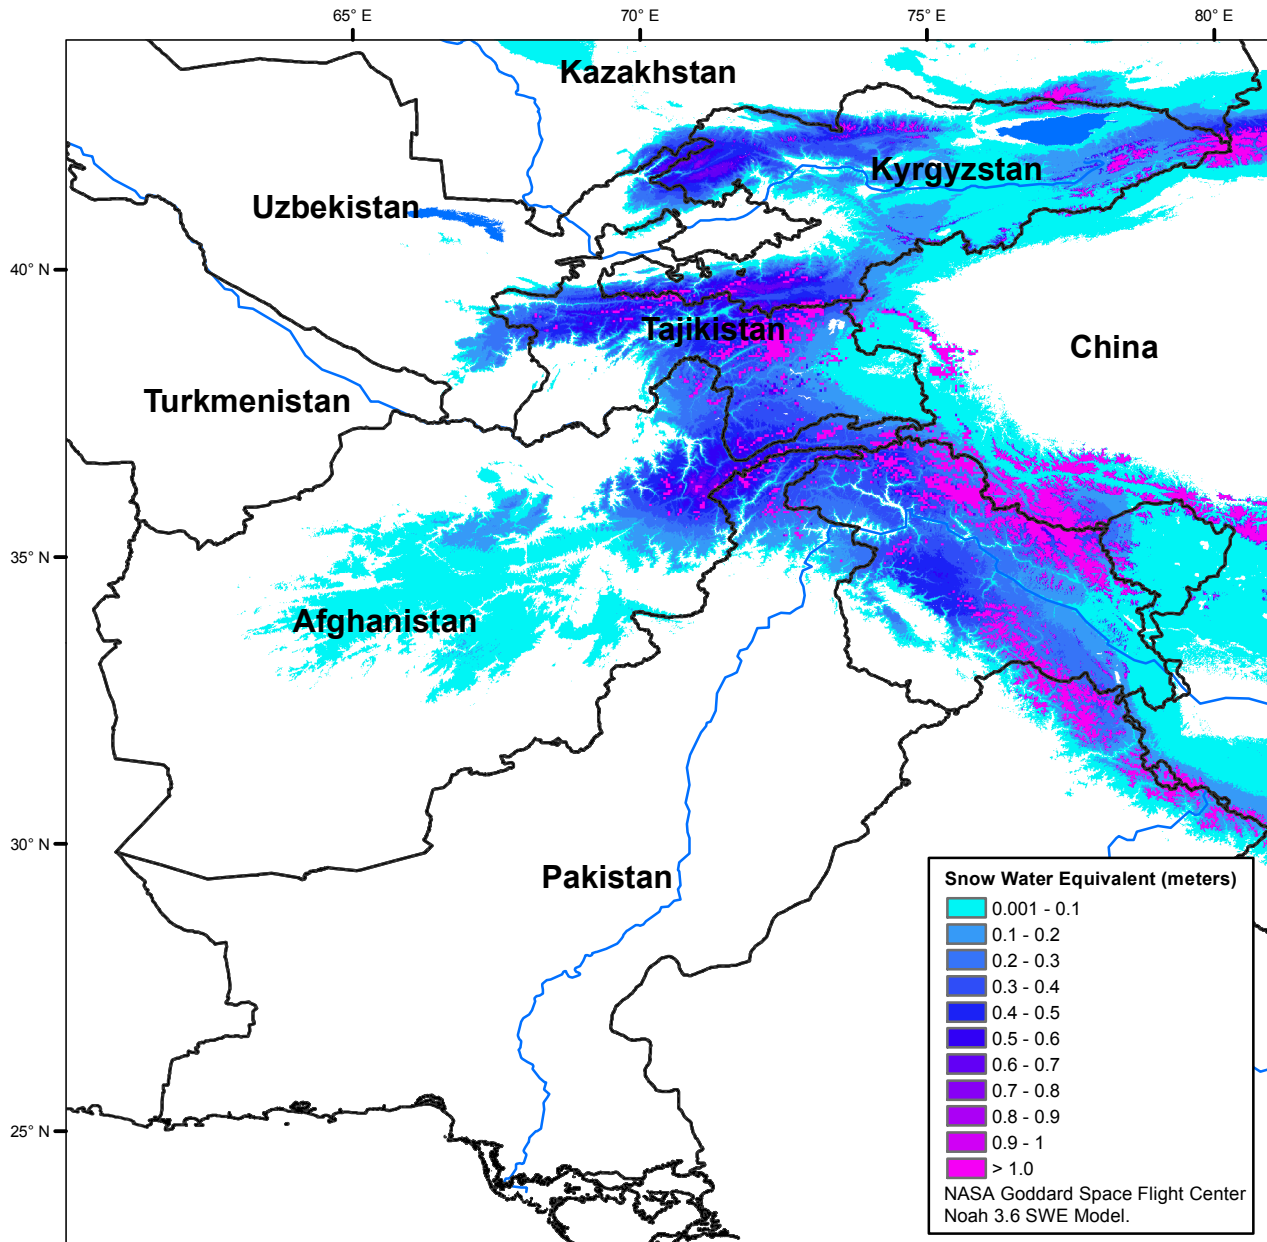 65° E
70° E
75° E
80° E
Kazakhstan
Kyrgyzstan
Uzbekistan
40° N
Tajikistan
China
Turkmenistan
35° N
Afghanistan
30° N
Pakistan
25° N
Snow Water Equivalent (meters)
0.001 - 0.1
0.1 - 0.2
0.2 - 0.3
0.3 - 0.4
0.4 - 0.5
0.5 - 0.6
0.6 - 0.7
0.7 - 0.8
0.8 - 0.9
0.9 - 1
> 1.0
NASA Goddard Space Flight Center
Noah 3.6 SWE Model.